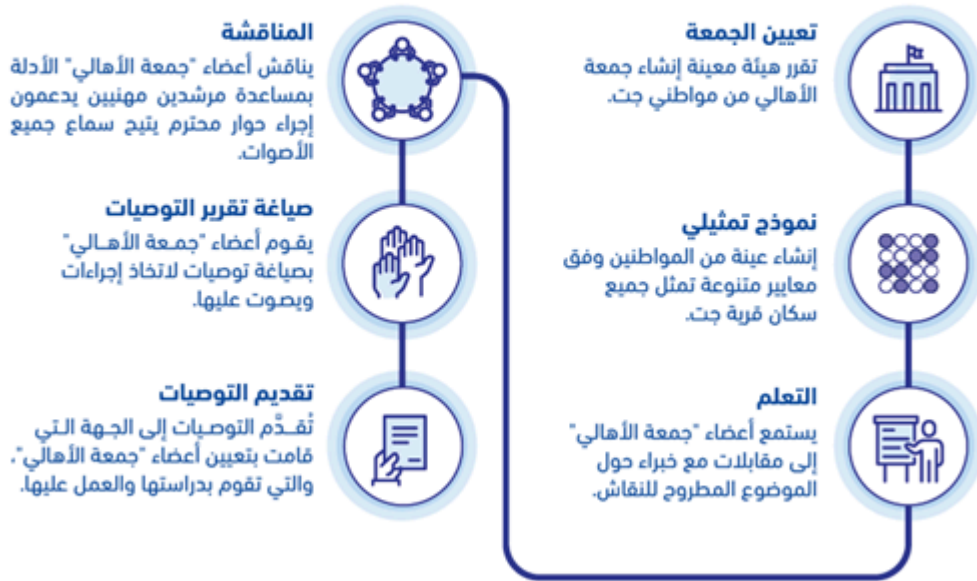 تعيين الجمعة
تقرر هيئة معينة إنشاء جمعة
الأهالي من مواطني جت.
نموذج تمثيلي
إنشاء عينة من المواطنين وفق
معايير متنوعة تمثل جميع
سكان قرية جت.
التعلم
يستمع أعضاء "جمعة الأهالي"
إلى مقابلات مع خبراء حول
الموضوع المطروح للنقاش.
المناقشة
يناقش أعضاء "جمعة الأهالي" الأدلة
بمساعدة مرشدين مهنيين يدعمون
إجراء حوار محترم يتيح سماع جميع
الأصوات.
صياغة تقرير التوصيات
يقوم أعضاء "جمعة الأهالي"
بصياغة توصيات لاتخاذ إجراءات
ويصوت عليها.
تقديم التوصيات
تُقدَّم التوصيات إلى الجهة التي
قامت بتعيين أعضاء "جمعة الأهالي"،
والتي تقوم بدراستها والعمل عليها.